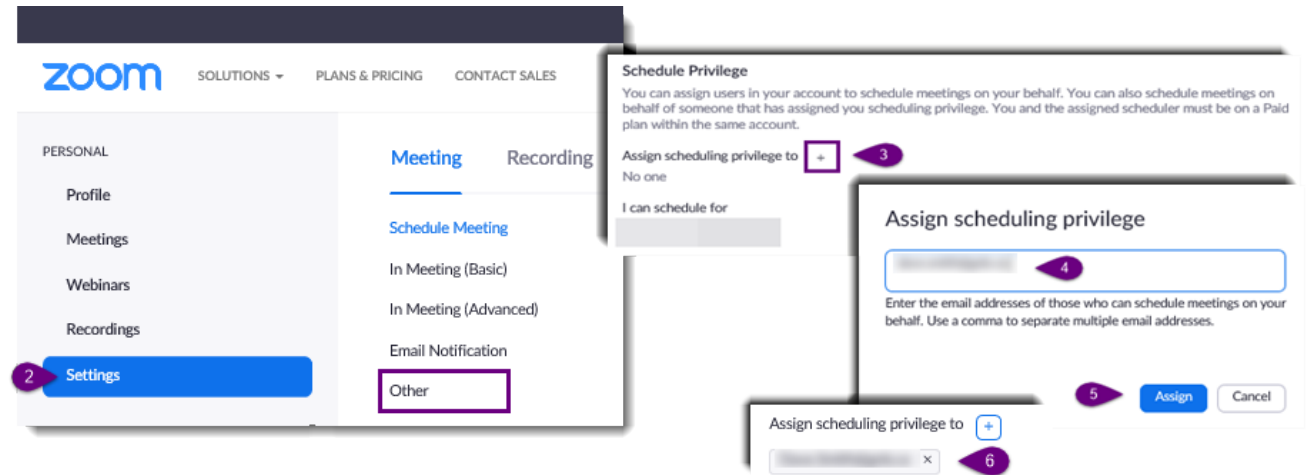 zoom
SOLUTIONS
PLANS & PRICING
CONTACT SALES
PERSONAL
Profile
Meetings
Webinars
Recordings
2
Settings
Meeting
Recording
Schedule Meeting
In Meeting (Basic)
In Meeting (Advanced)
Email Notification
Other
Schedule Privilege
You can assign users in your account to schedule meetings on your behalf. You can also schedule meetings on
behalf of someone that has assigned you scheduling privilege. You and the assigned scheduler must be on a Paid
plan within the same account.
Assign scheduling privilege to +
3
No one
I can schedule for
Assign scheduling privilege
4
Enter the email addresses of those who can schedule meetings on your
behalf. Use a comma to separate multiple email addresses.
5
Assign
Cancel
Assign scheduling privilege to +
×
6